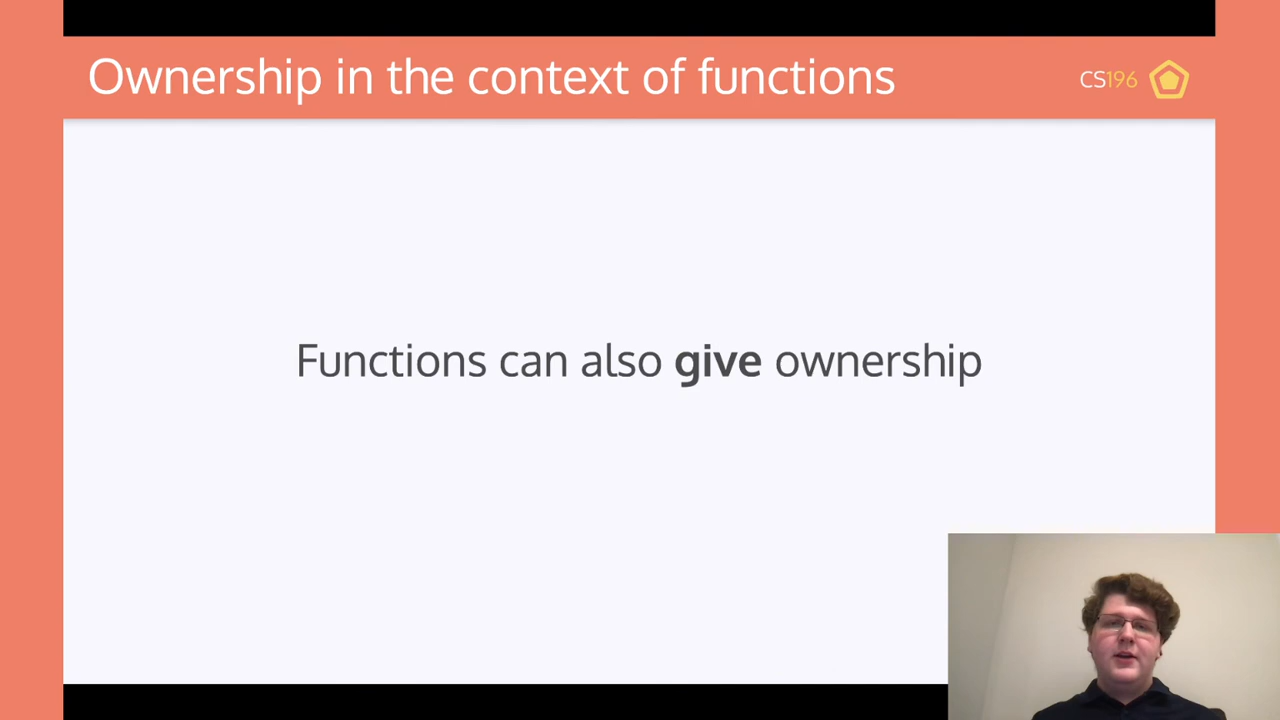 Ownership in the context of functions
CS196
Functions can also give ownership